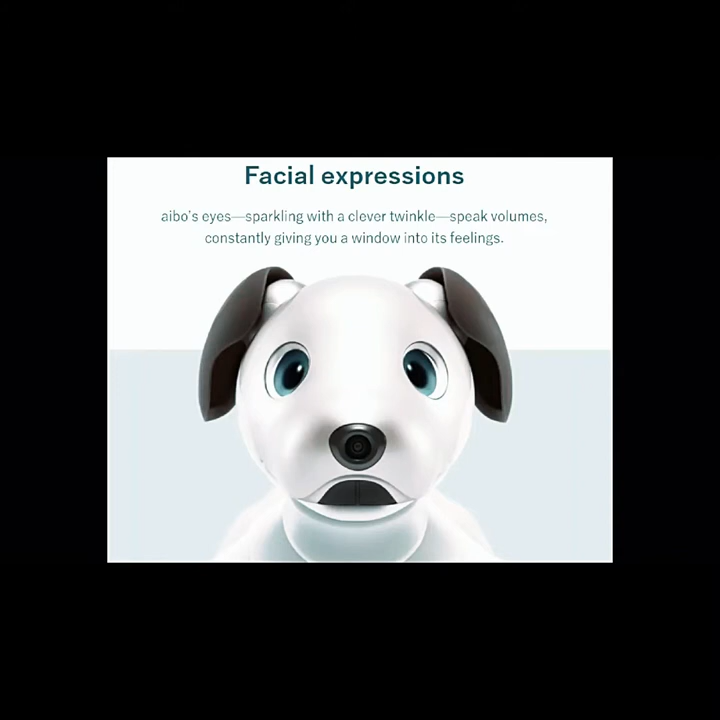 Facial expressions
aibo's eyes—sparkling with a clever twinkle—speak volumes,
constantly giving you a window into its feelings.